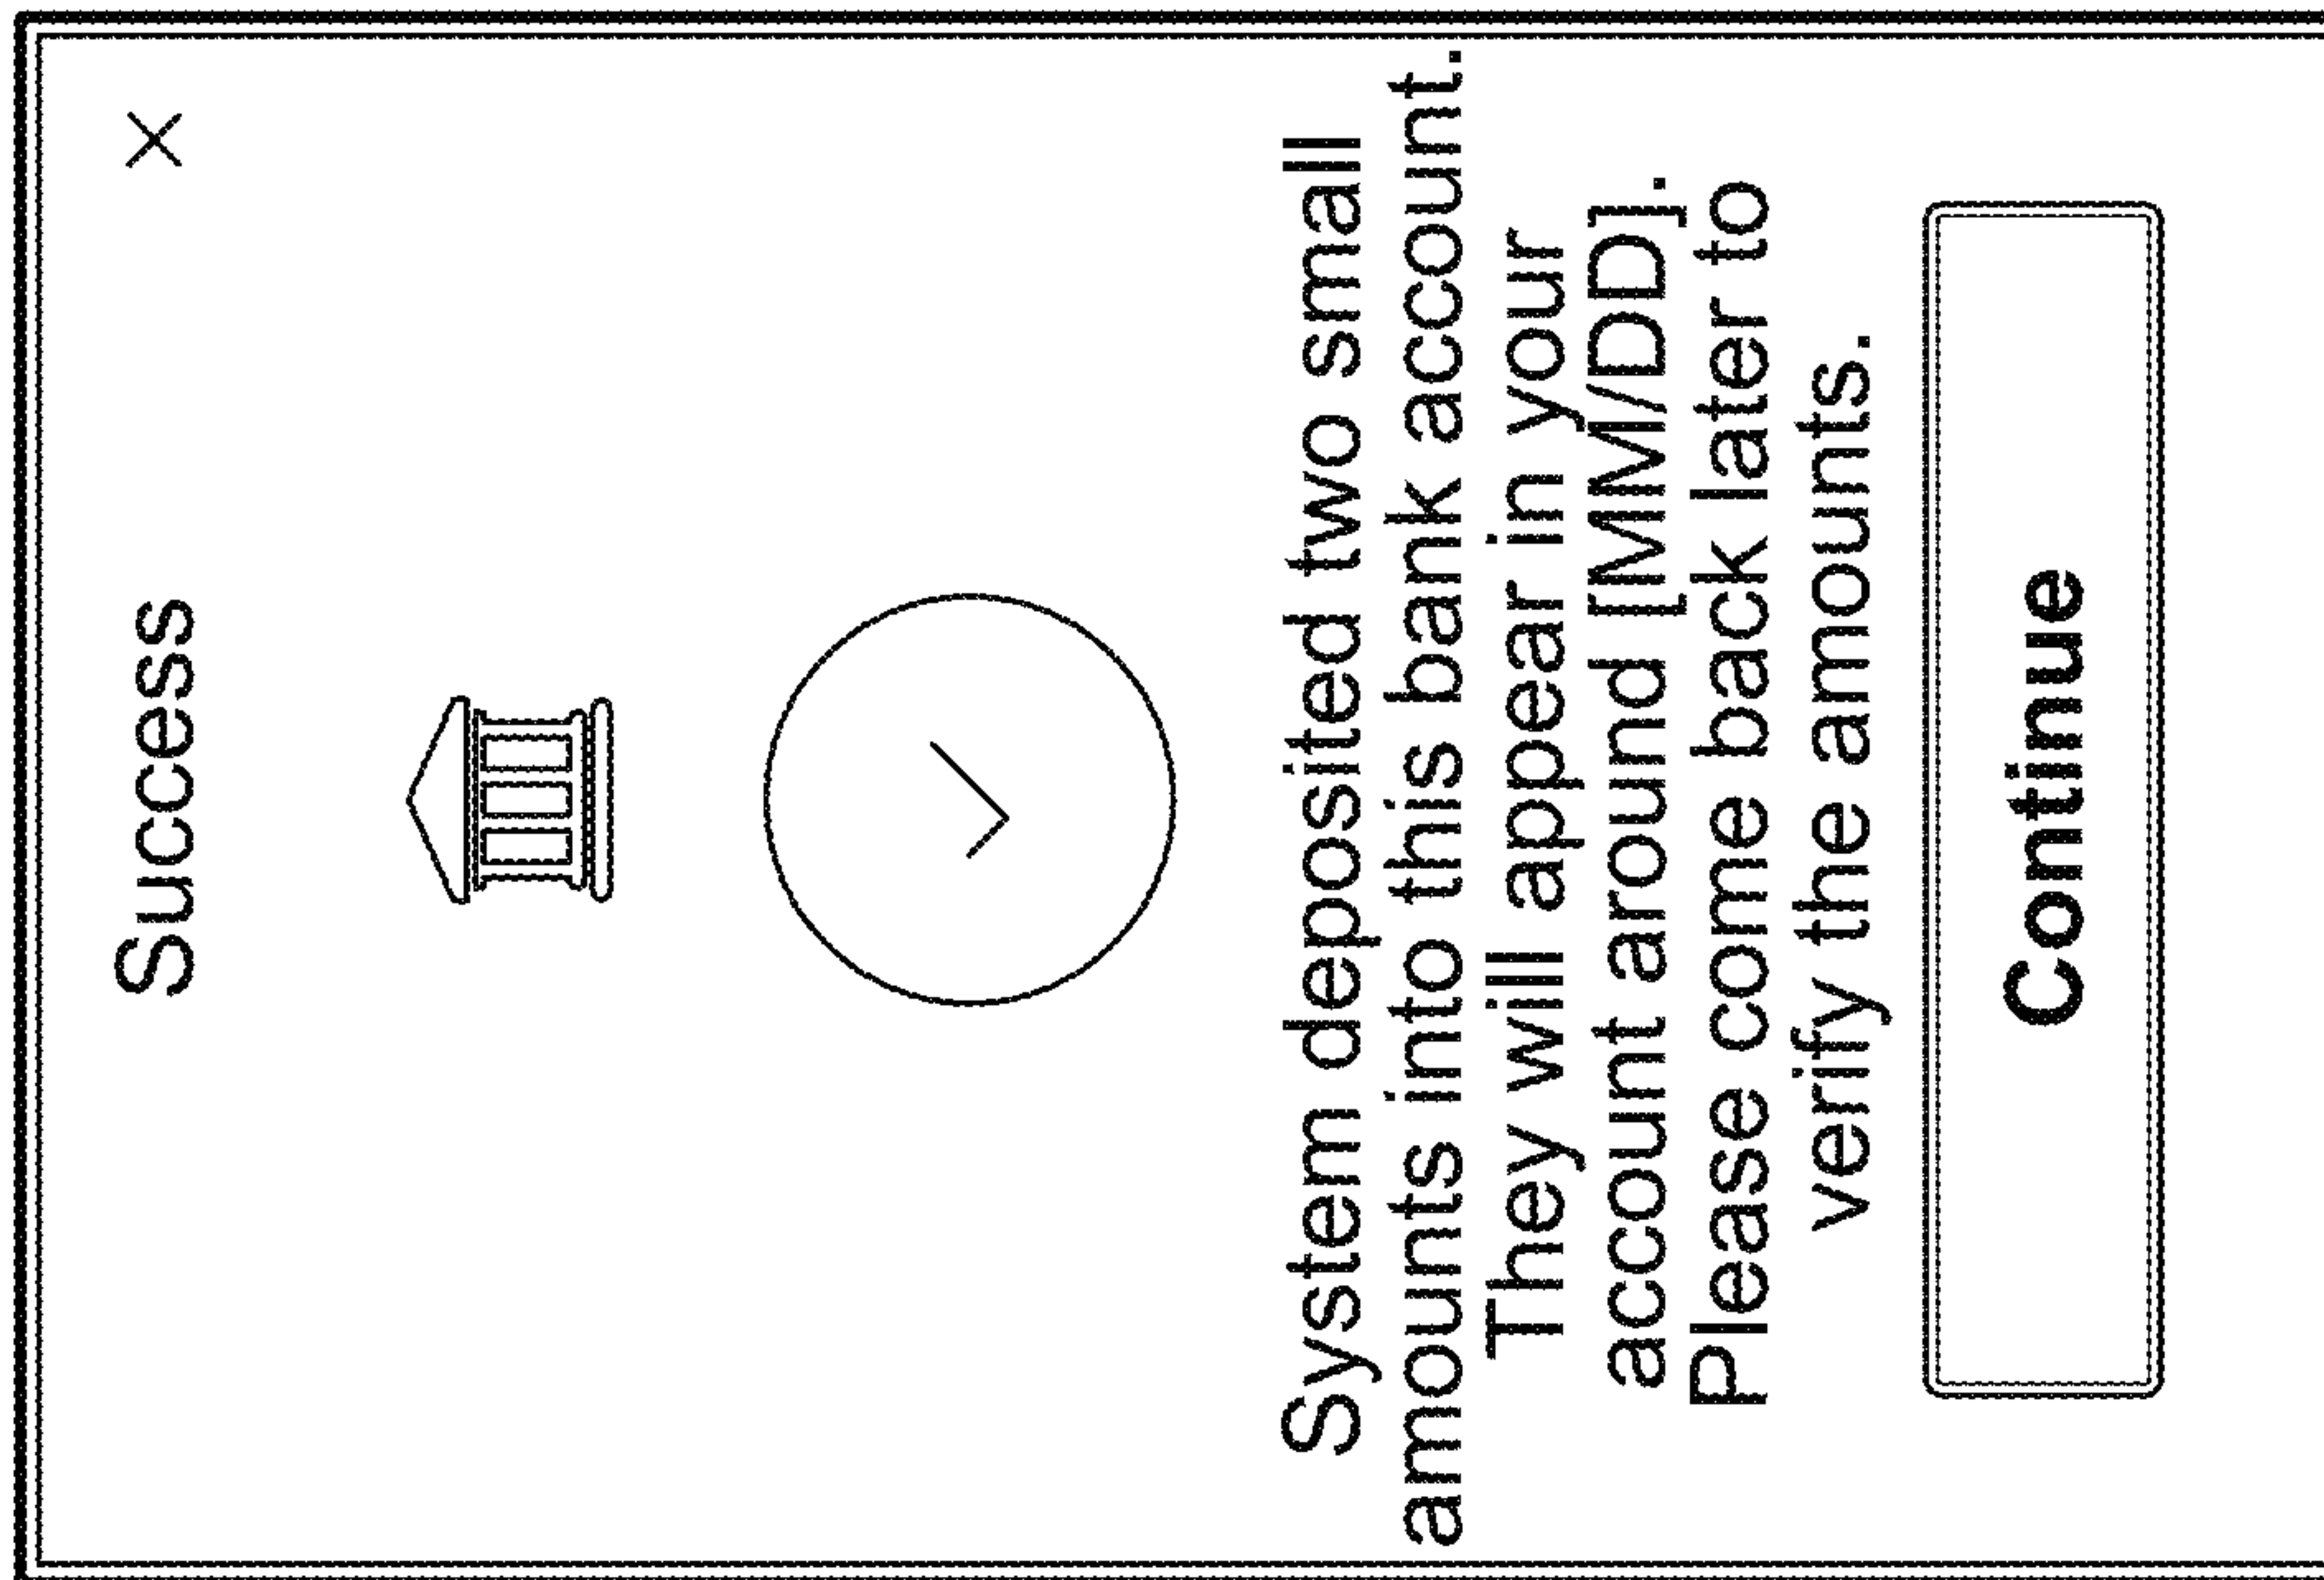 Success
System deposited two small
amounts into this bank account.
They will appear in your
account around [MM/DD].
Please come back later to
verify the amounts.
Continue